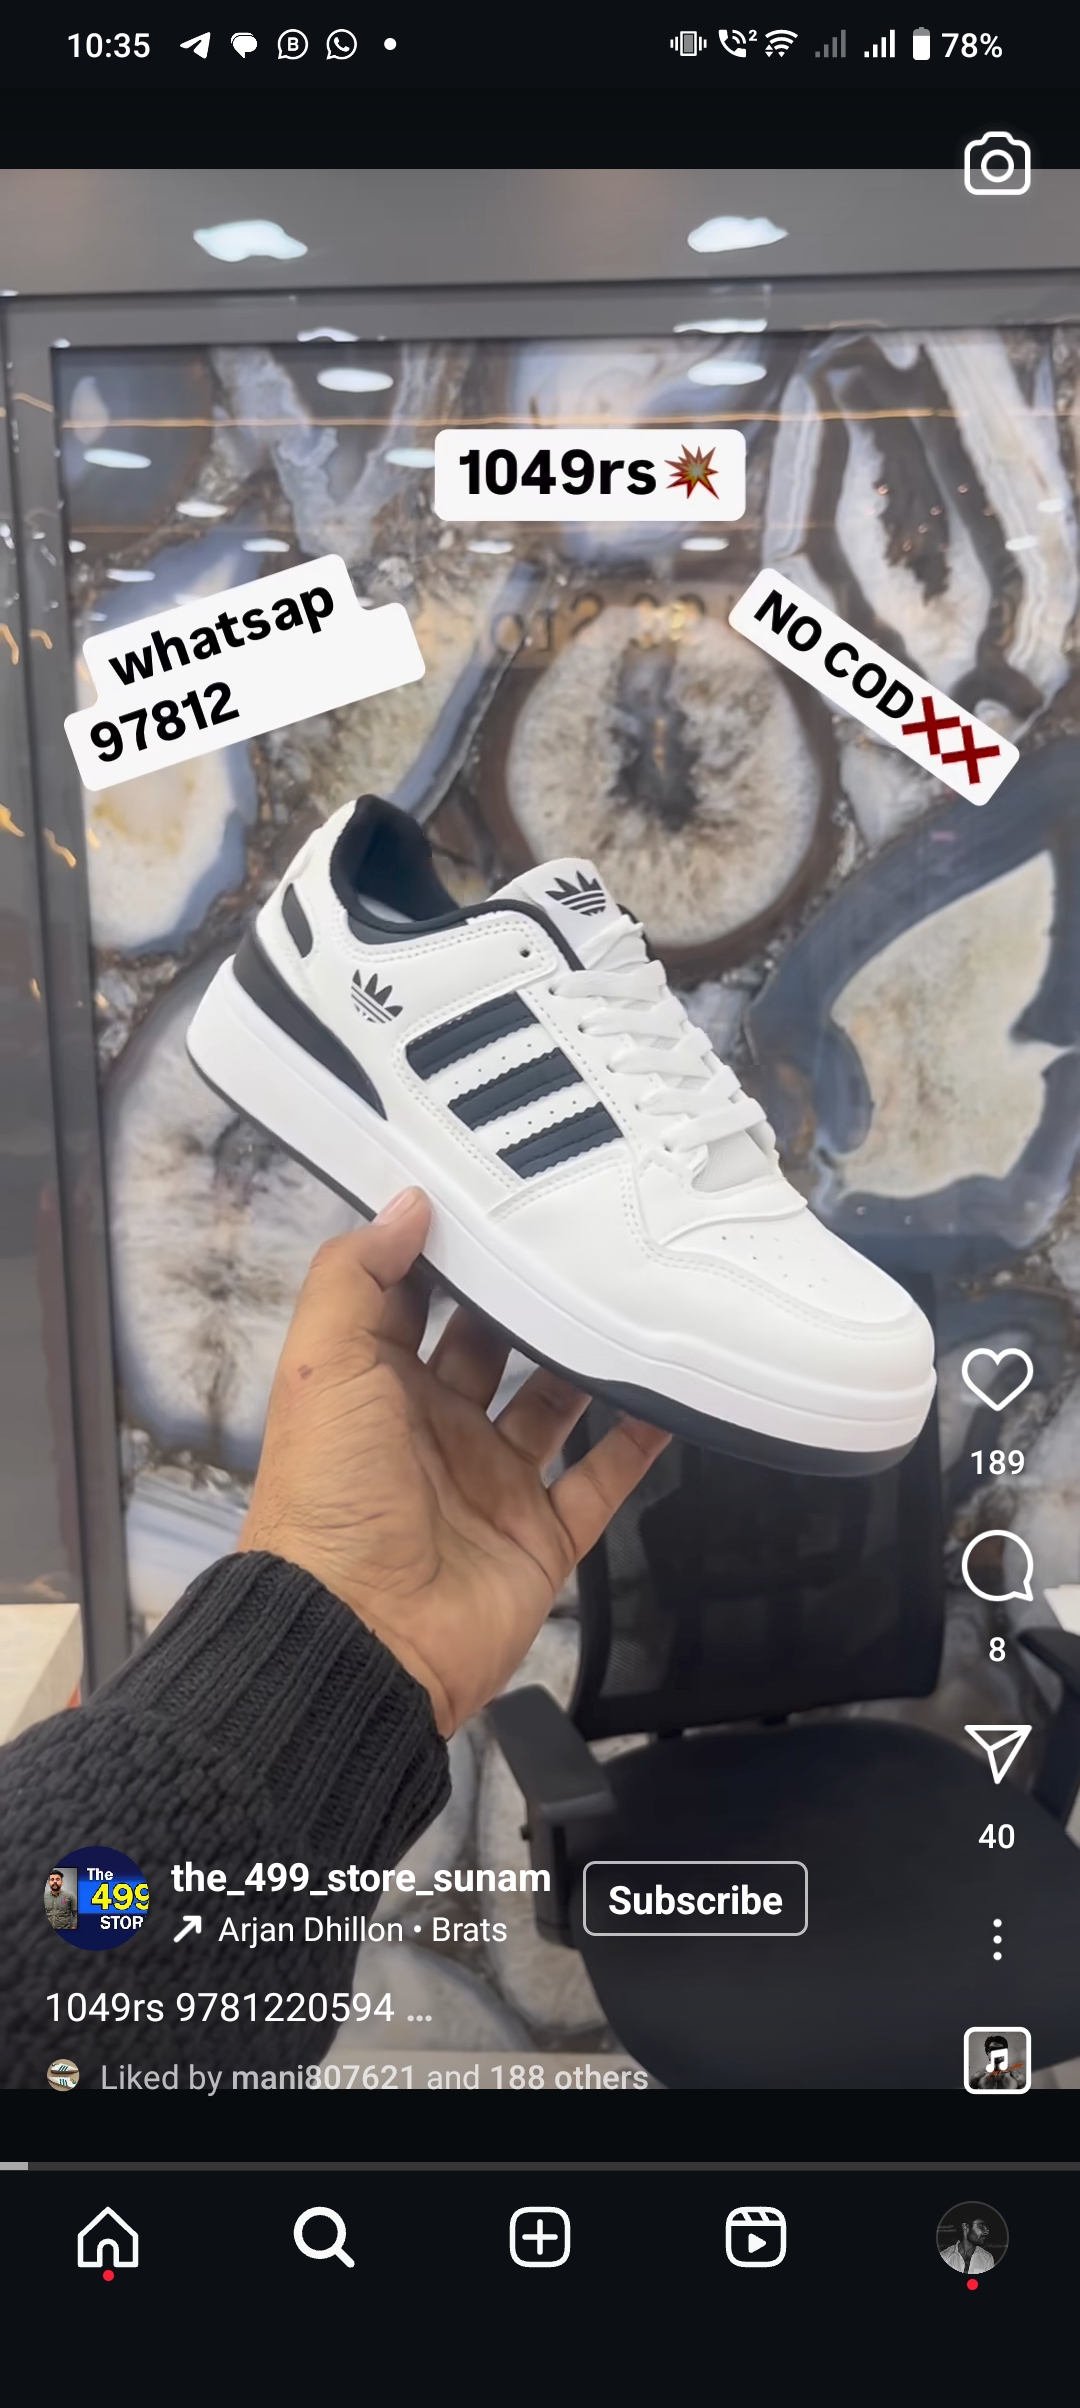 10:35
2
78%
1049rs💥
whatsap
97812
NO COD❌❌
The
499
STOR
the_499_store_sunam
Subscribe
Arjan Dhillon • Brats
1049rs 9781220594 ...
Liked by mani807621 and 188 others
189
8
40